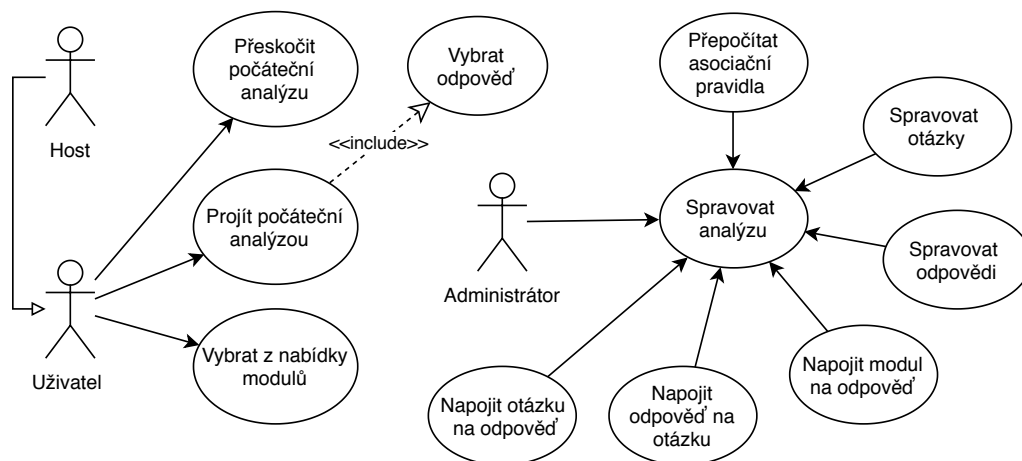 Přeskočit
počáteční
analýzu
Vybrat
odpověď
Přepočítat
asociační
pravidla
Host
<<include>>
Spravovat
otázky
Projít počáteční
analýzou
Spravovat
analýzu
Spravovat
odpovědi
Administrátor
Uživatel
Vybrat z nabídky
modulů
Napojit modul
na odpověď
Napojit otázku
na odpověď
Napojit
odpověď na
otázku